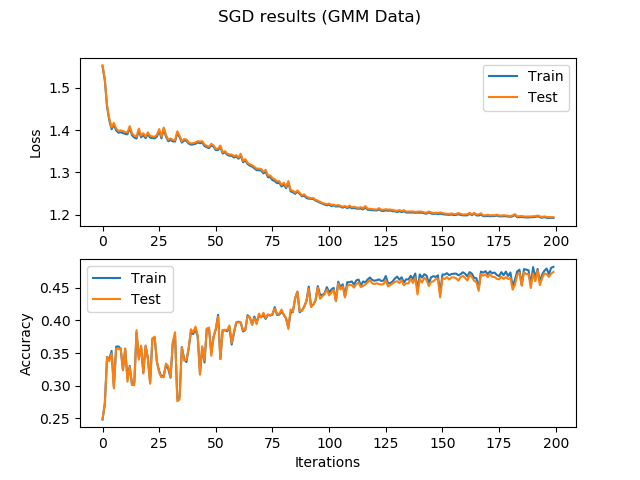 SGD results (GMM Data)
1.5
1.4
1.3
1.2
Loss
Train
Test
0 25 50 75 100 125 150 175 200
0.45
0.40
0.35
0.30
0.25
Accuracy
Train
Test
0 25 50 75 100 125 150 175 200
Iterations